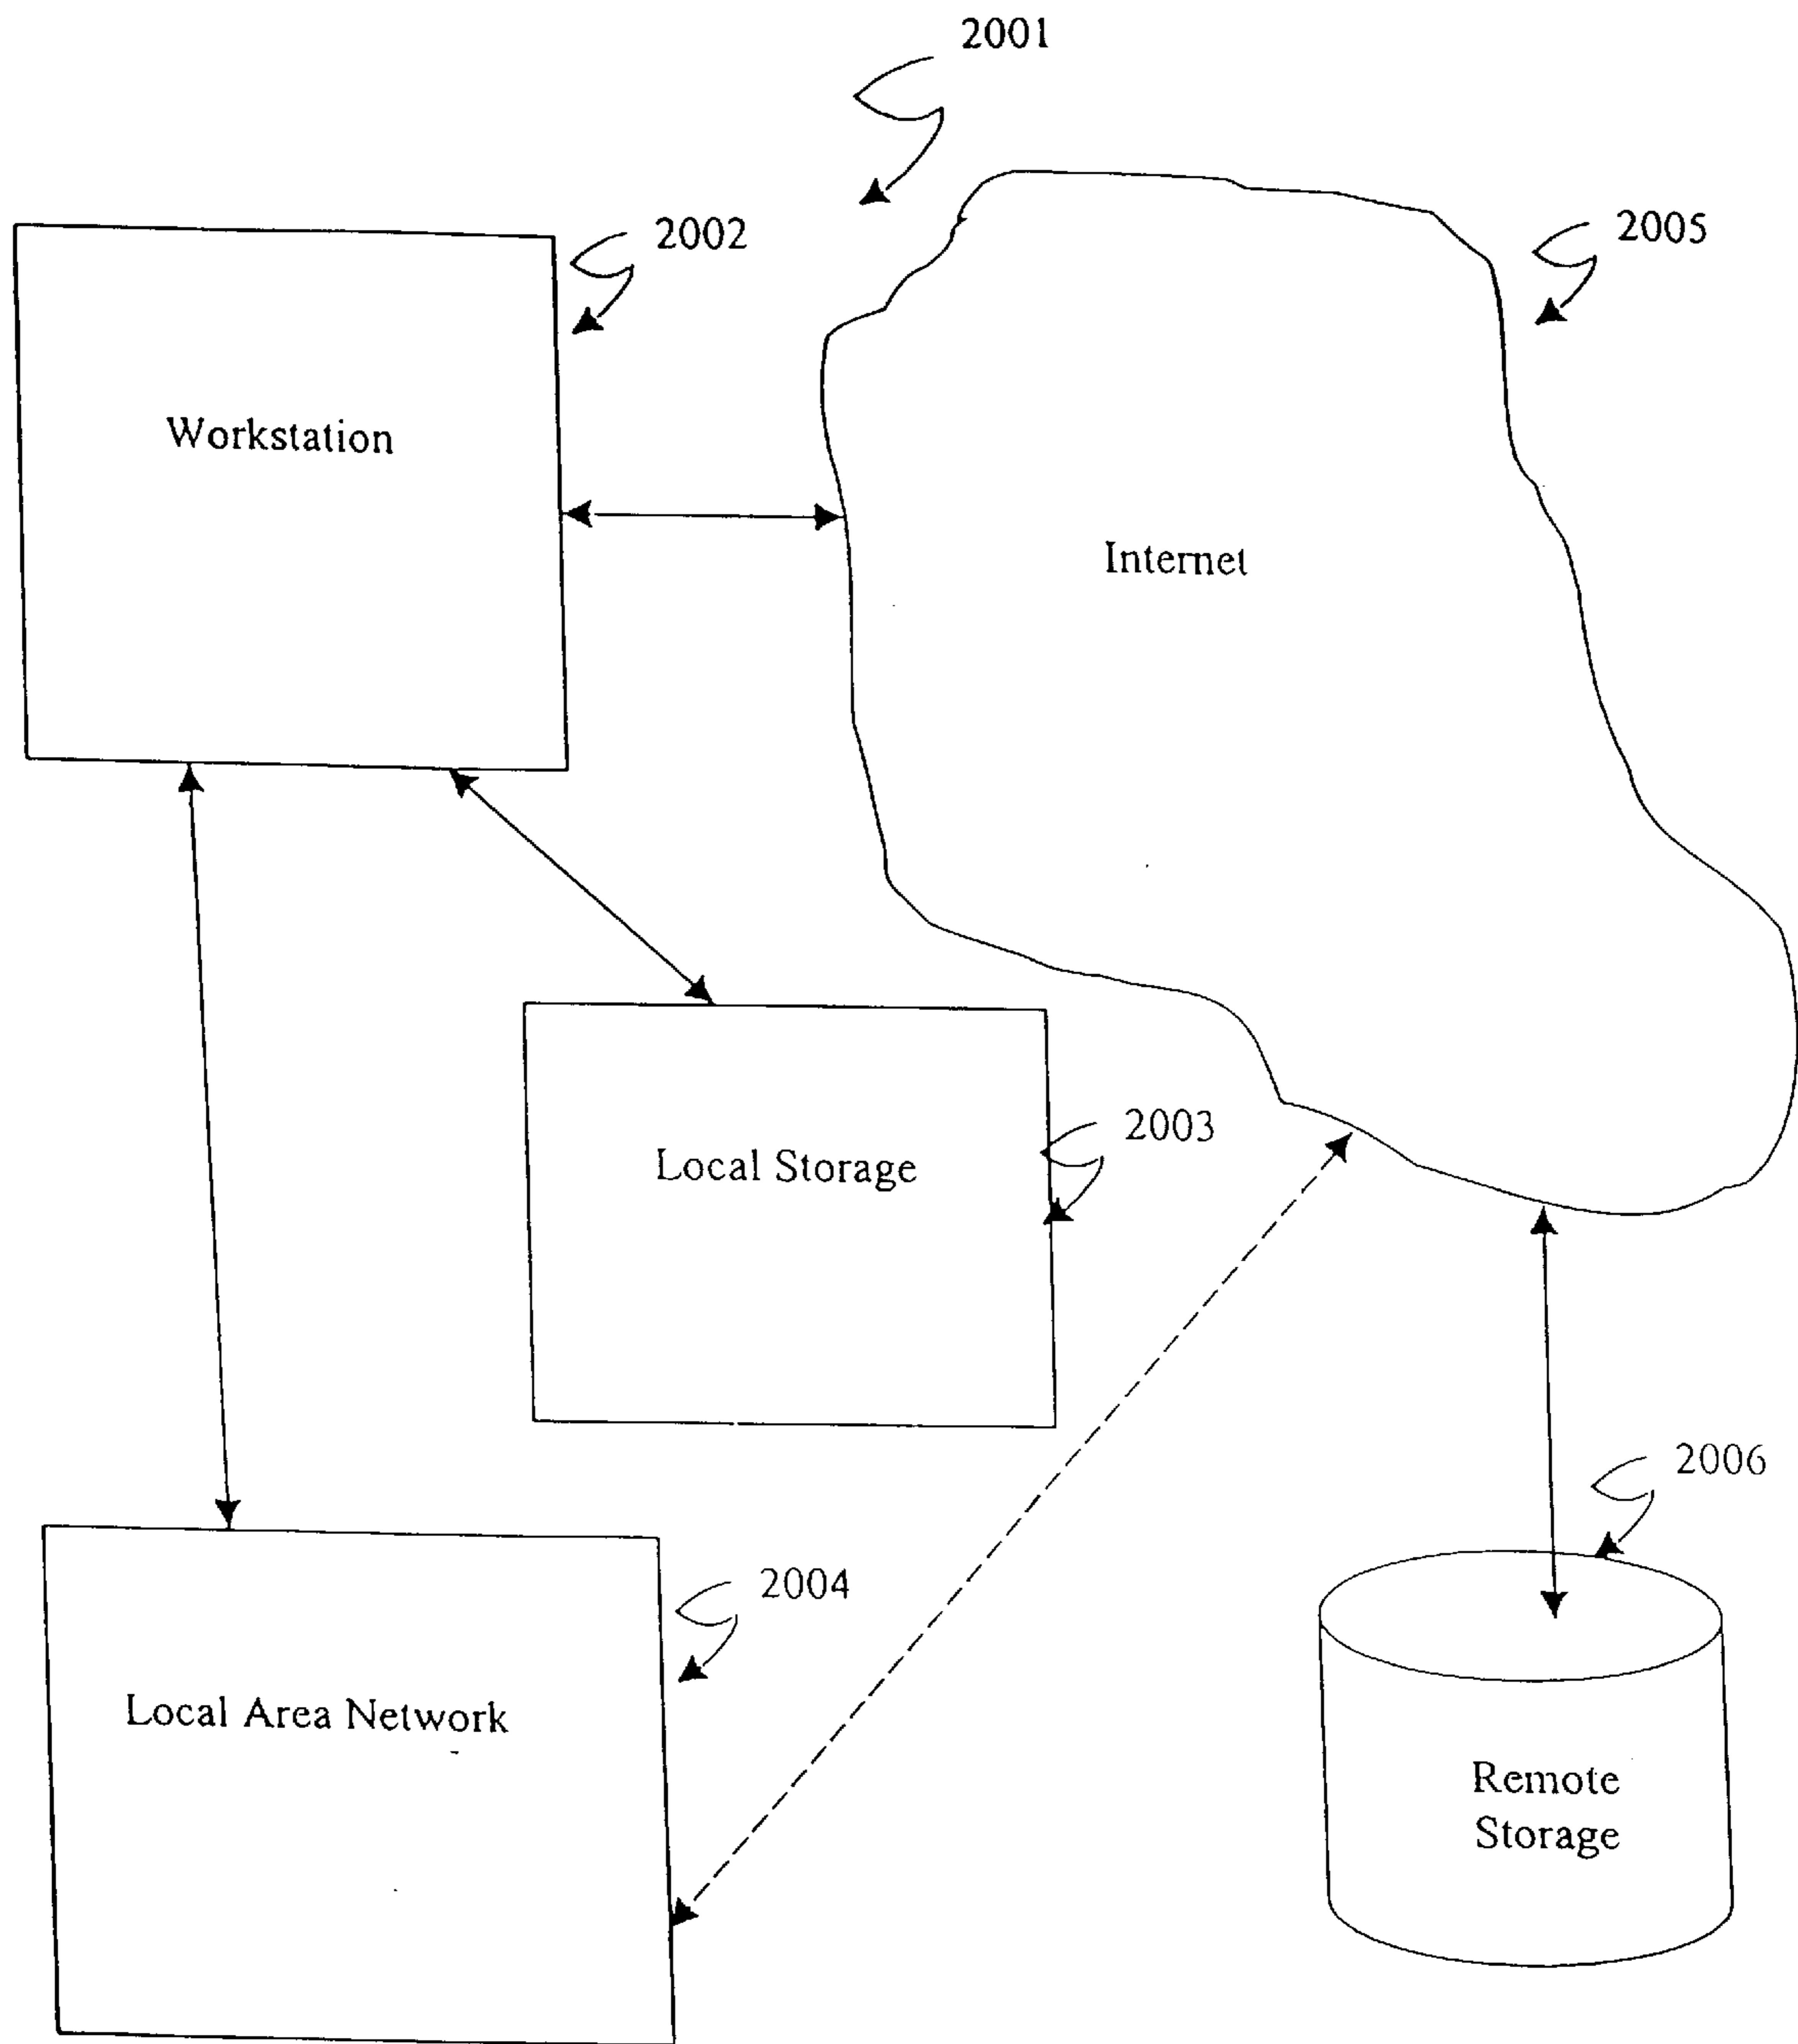 2001
2002
2005
Workstation
Internet
2003
Local Storage
2006
2004
Local Area Network
Remote
Storage